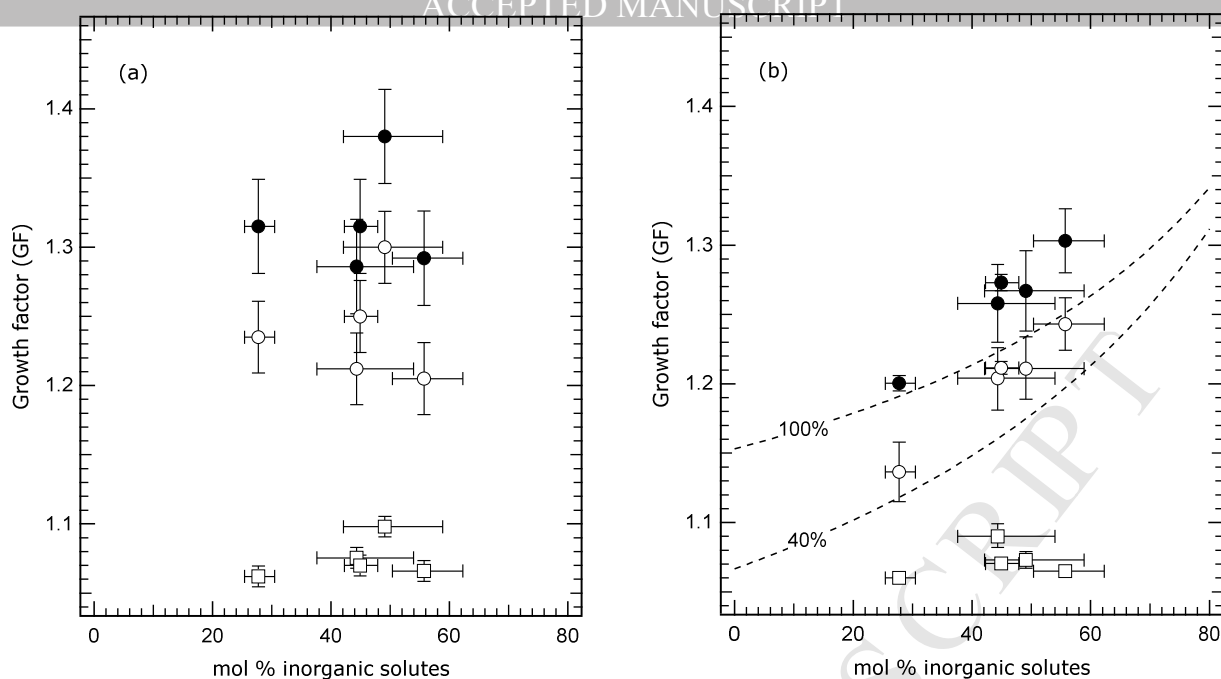 ACCEPTED MANUSCRIPT
(a)
1.4
1.3
1.2
1.1
Growth factor (GF)
0
20
40
60
80
mol % inorganic solutes
(b)
1.4
1.3
1.2
1.1
Growth factor (GF)
100%
40%
0
20
40
60
80
mol % inorganic solutes
SCRIPT